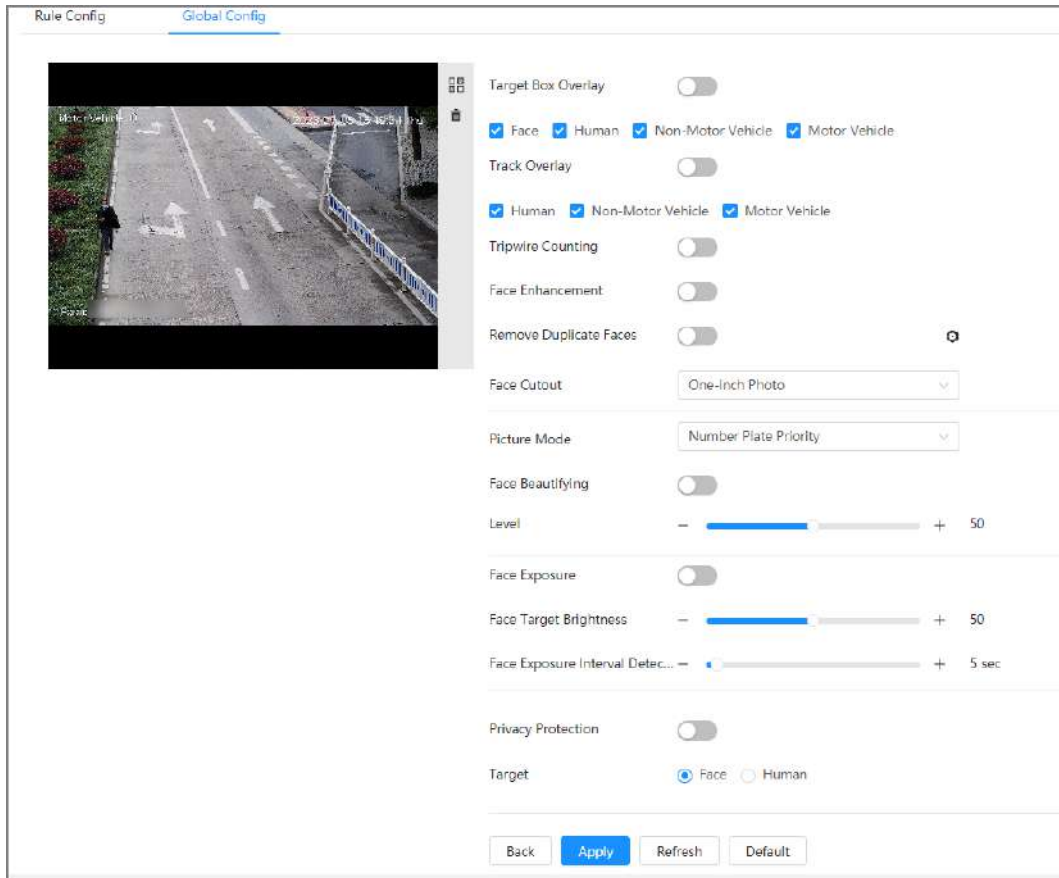 Rule Config Global Config
Target Box Overlay
Face Human Non-Motor Vehicle Motor Vehicle
Track Overlay
Human Non-Motor Vehicle Motor Vehicle
Tripwire Counting
Face Enhancement
Remove Duplicate Faces
Face Cutout One-inch Photo
Picture Mode Number Plate Priority
Face Beautifying
Level − + 50
Face Exposure
Face Target Brightness − + 50
Face Exposure Interval Detec... − + 5 sec
Privacy Protection
Target Face Human
Back Apply Refresh Default